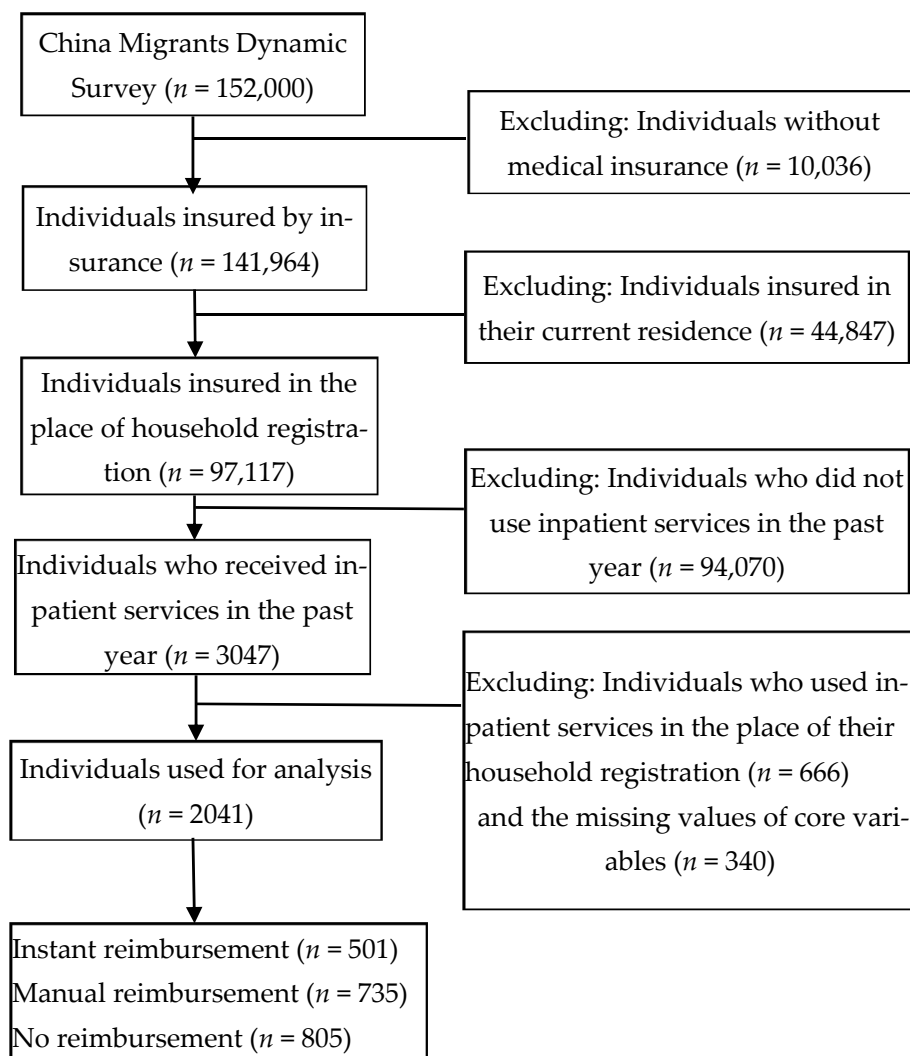 China Migrants Dynamic
Survey (n = 152,000)
Excluding: Individuals without
medical insurance (n = 10,036)
Individuals insured by in-
surance (n = 141,964)
Excluding: Individuals insured in
their current residence (n = 44,847)
Individuals insured in the
place of household registra-
tion (n = 97,117)
Excluding: Individuals who did not
use inpatient services in the past
year (n = 94,070)
Individuals who received in-
patient services in the past
year (n = 3047)
Excluding: Individuals who used in-
patient services in the place of their
household registration (n = 666)
and the missing values of core vari-
ables (n = 340)
Individuals used for analysis
(n = 2041)
Instant reimbursement (n = 501)
Manual reimbursement (n = 735)
No reimbursement (n = 805)